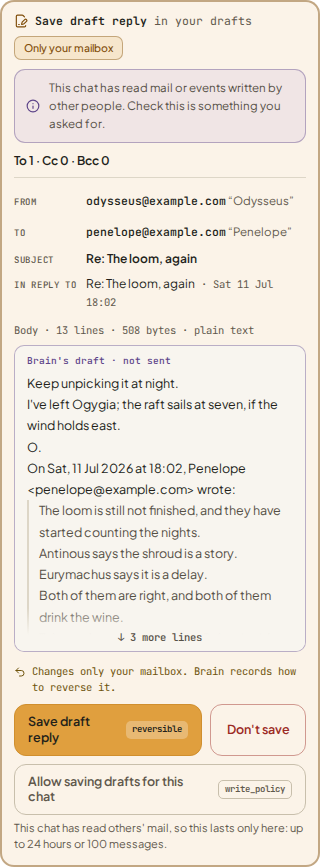 Save draft reply in your drafts
Only your mailbox
This chat has read mail or events written by
other people. Check this is something you
asked for.
To 1 · Cc 0 · Bcc 0
FROM odysseus@example.com “Odysseus”
TO penelope@example.com “Penelope”
SUBJECT Re: The loom, again
IN REPLY TO Re: The loom, again · Sat 11 Jul
18:02
Body · 13 lines · 508 bytes · plain text
Brain's draft · not sent
Keep unpicking it at night.
I've left Ogygia; the raft sails at seven, if the
wind holds east.
O.
On Sat, 11 Jul 2026 at 18:02, Penelope
<penelope@example.com> wrote:
The loom is still not finished, and they have
started counting the nights.
Antinous says the shroud is a story.
Eurymachus says it is a delay.
Both of them are right, and both of them
drink the wine.
↓ 3 more lines
Changes only your mailbox. Brain records how
to reverse it.
Save draft
reply
reversible
Don't save
Allow saving drafts for this
chat
write_policy
This chat has read others' mail, so this lasts only here: up
to 24 hours or 100 messages.